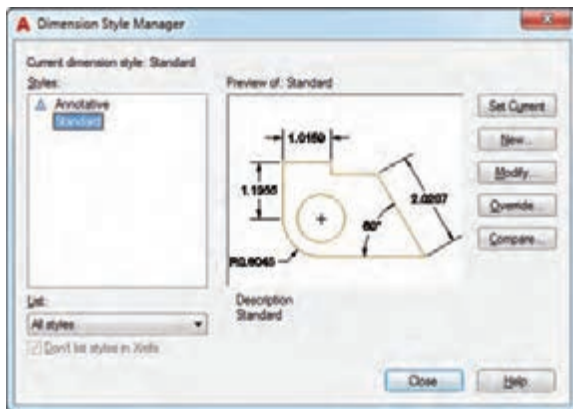 Dimension Style Manager
Current dimension style: Standard
Styles:
Annotative
Standard
Preview of: Standard
1.0159
1.1955
2.0207
60°
R0.8045
Set Current
New...
Modify...
Override...
Compare...
List:
All styles
Don't list styles in Xrefs
Description
Standard
Close
Help